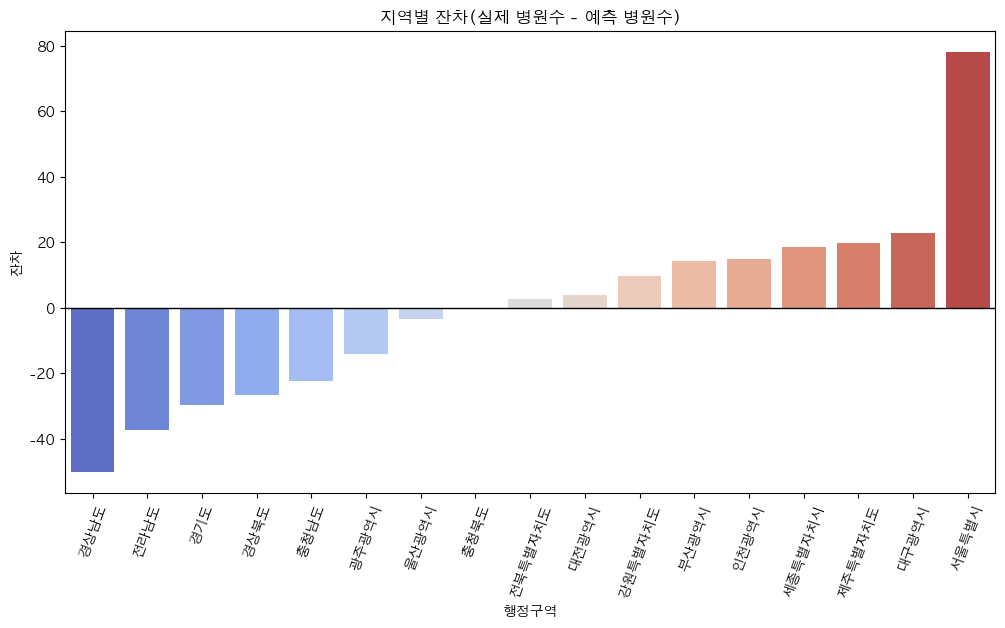 지역별 잔차(실제 병원수 - 예측 병원수)
잔차
80
60
40
20
0
-20
-40
경상남도
전라남도
경기도
경상북도
충청남도
광주광역시
울산광역시
충청북도
전북특별자치도
대전광역시
강원특별자치도
부산광역시
인천광역시
세종특별자치시
제주특별자치도
대구광역시
서울특별시
행정구역